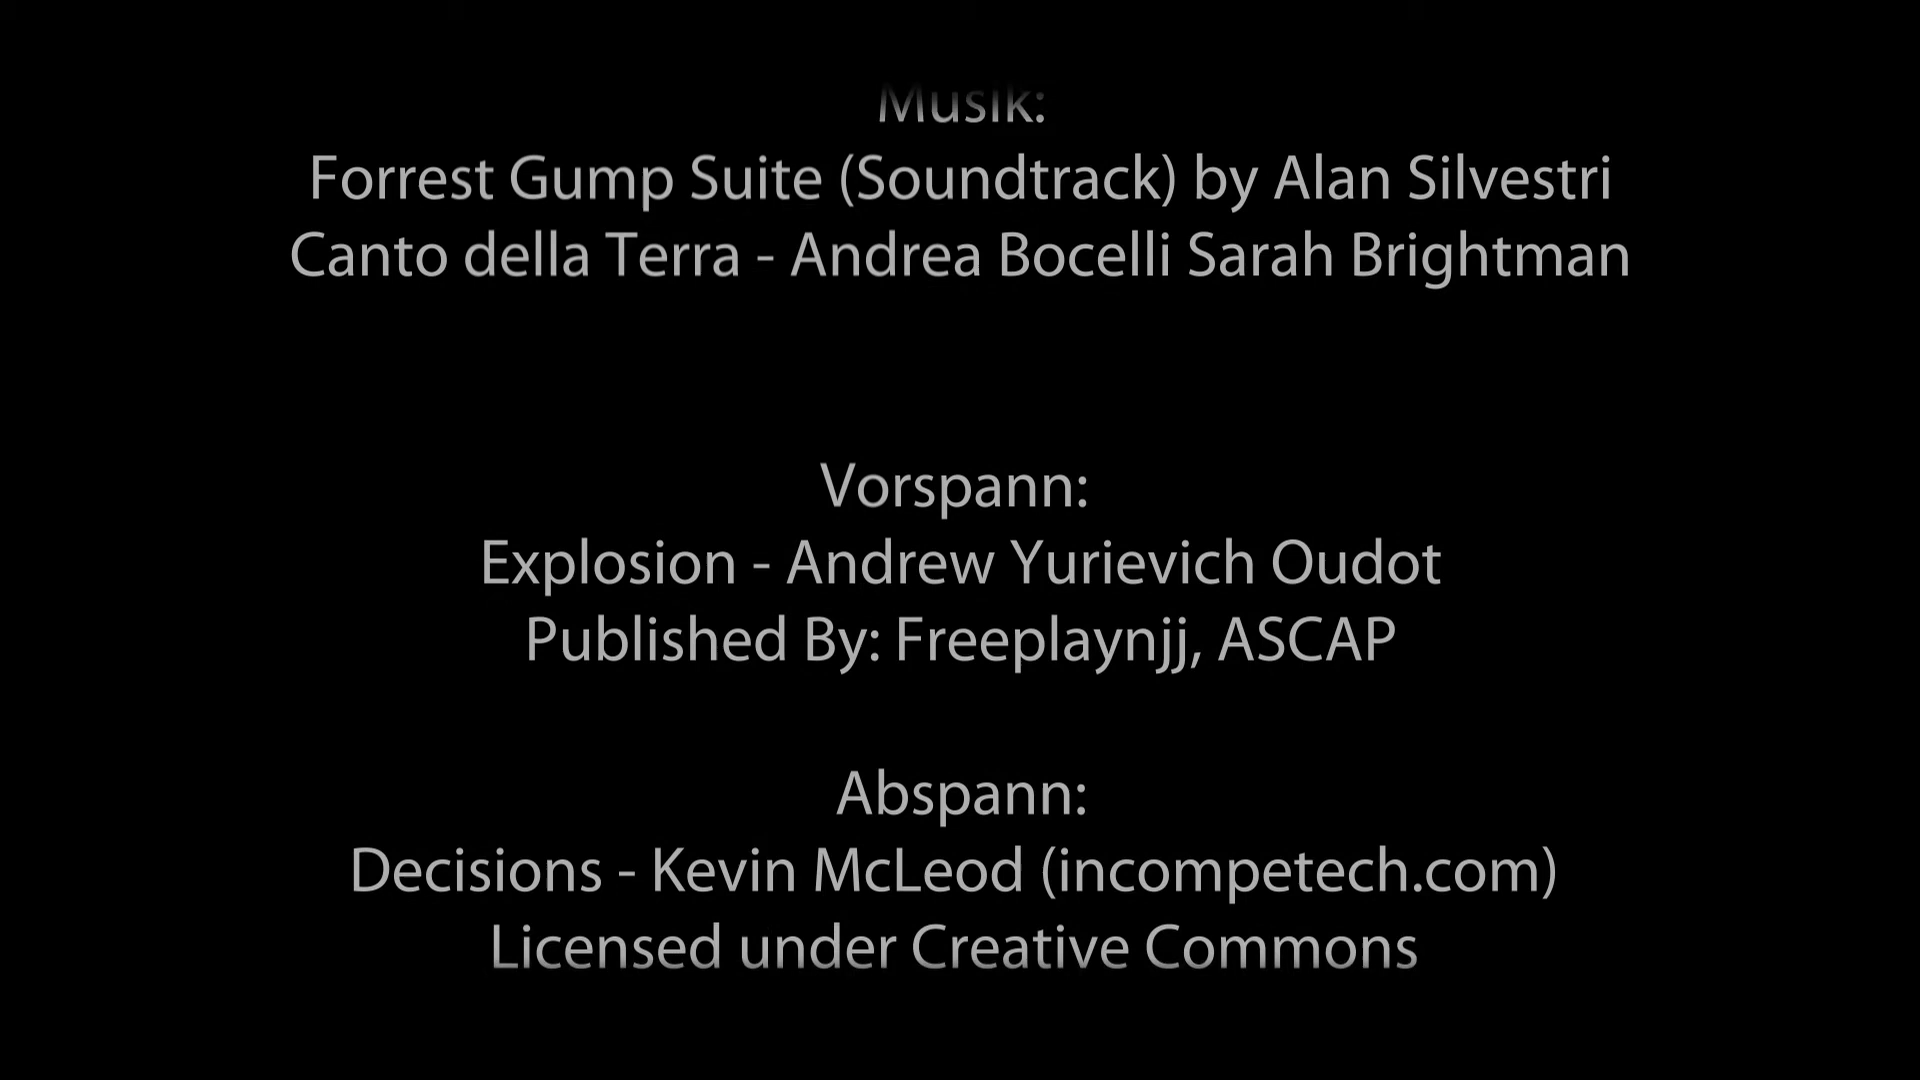 Musik:
Forrest Gump Suite (Soundtrack) by Alan Silvestri
Canto della Terra - Andrea Bocelli Sarah Brightman
Vorspann:
Explosion - Andrew Yurievich Oudot
Published By: Freeplaynjj, ASCAP
Abspann:
Decisions - Kevin McLeod (incompetech.com)
Licensed under Creative Commons